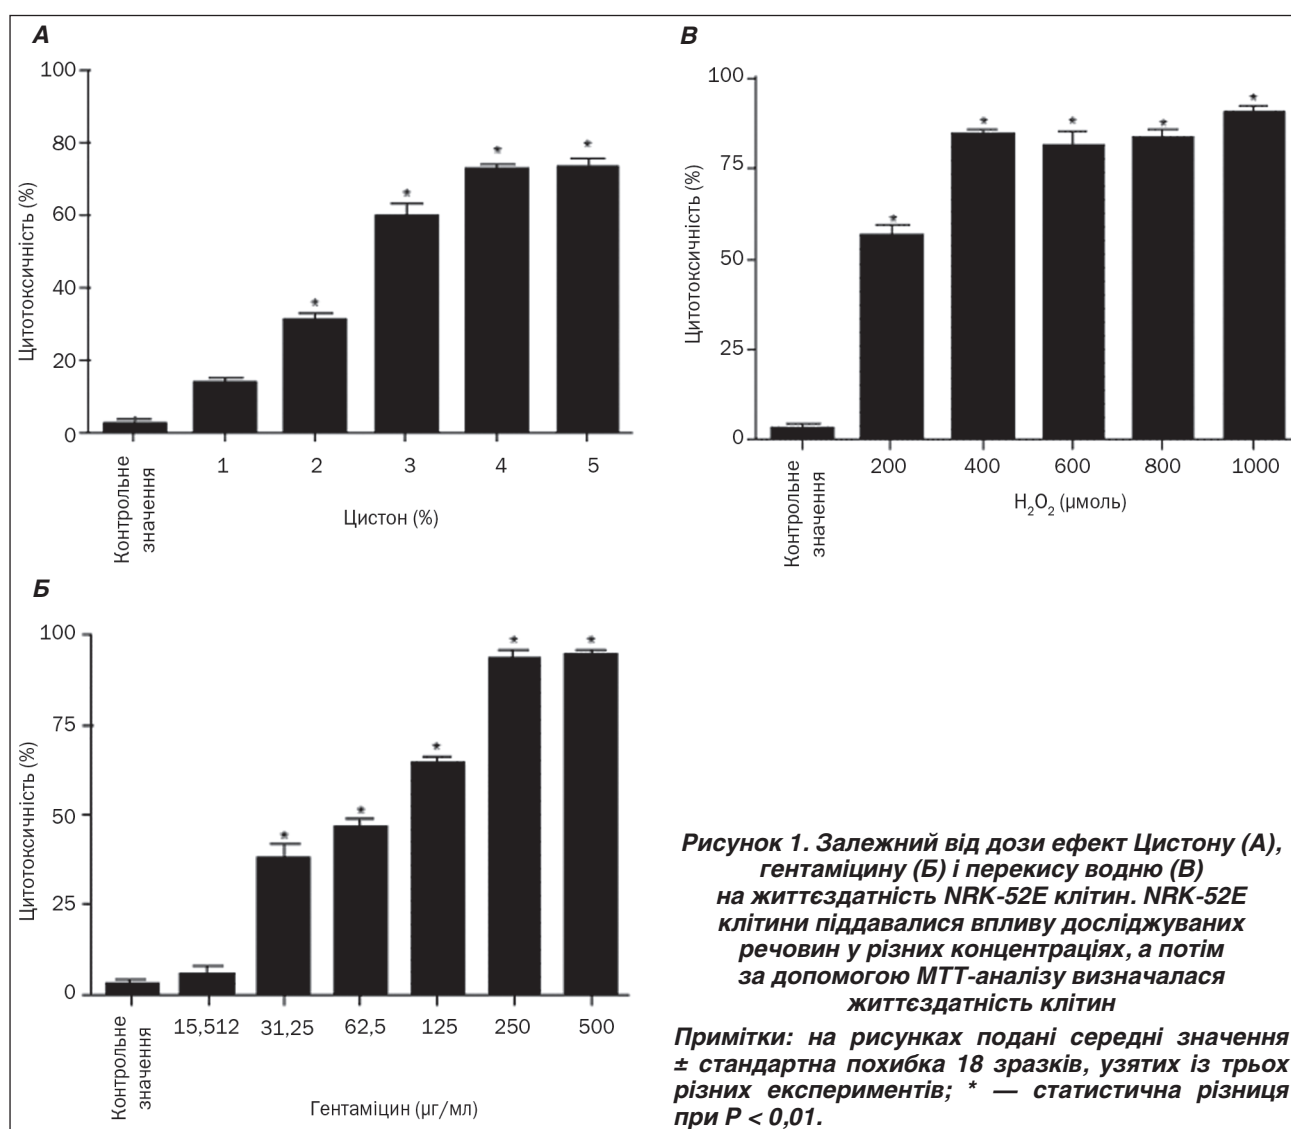 А
100
80
60
40
20
0
Цитотоксичність (%)
*
*
*
*
Контрольне
значення
1
2
3
4
5
Цистон (%)
В
100
75
50
25
0
Цитотоксичність (%)
*
*
*
*
*
Контрольне
значення
200
400
600
800
1000
H₂O₂ (µмоль)
Б
100
75
50
25
0
Цитотоксичність (%)
*
*
*
*
*
Контрольне
значення
15,512
31,25
62,5
125
250
500
Гентаміцин (µг/мл)
Рисунок 1. Залежний від дози ефект Цистону (А),
гентаміцину (Б) і перекису водню (В)
на життєздатність NRK-52E клітин. NRK-52E
клітини піддавалися впливу досліджуваних
речовин у різних концентраціях, а потім
за допомогою МТТ-аналізу визначалася
життєздатність клітин
Примітки: на рисунках подані середні значення
± стандартна похибка 18 зразків, узятих із трьох
різних експериментів; * — статистична різниця
при P < 0,01.